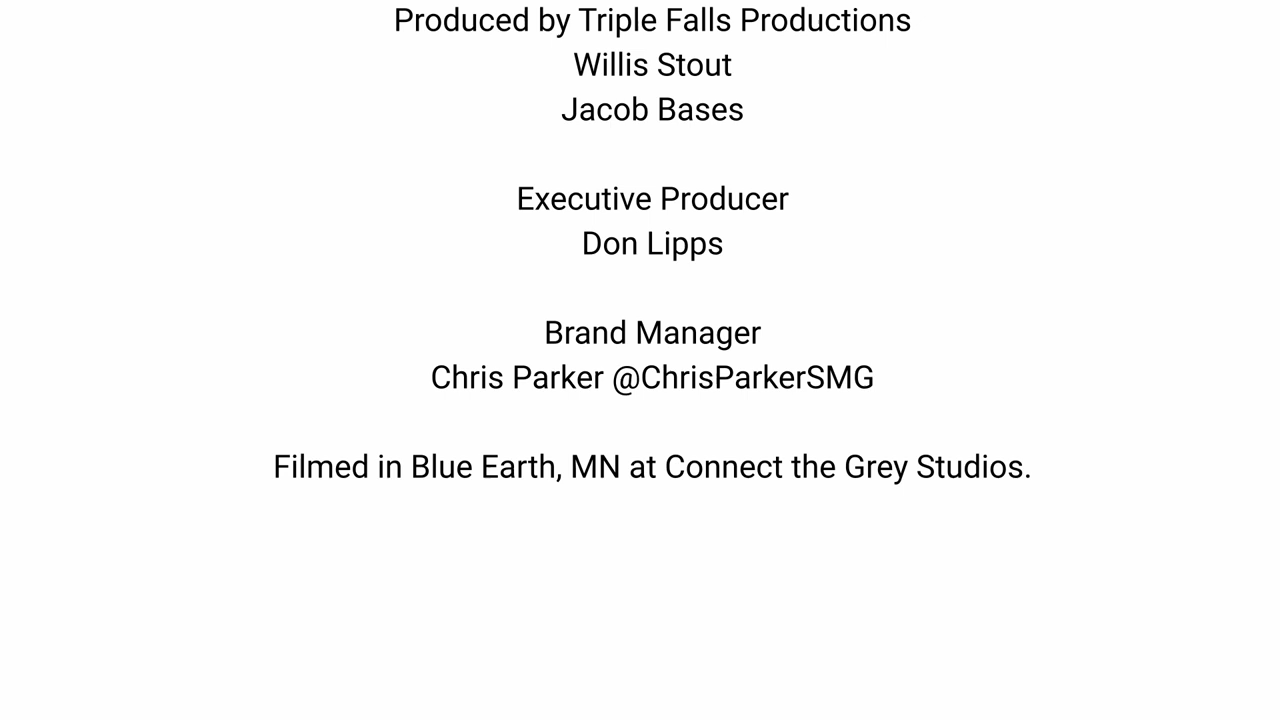 Produced by Triple Falls Productions
Willis Stout
Jacob Bases
Executive Producer
Don Lipps
Brand Manager
Chris Parker @ChrisParkerSMG
Filmed in Blue Earth, MN at Connect the Grey Studios.